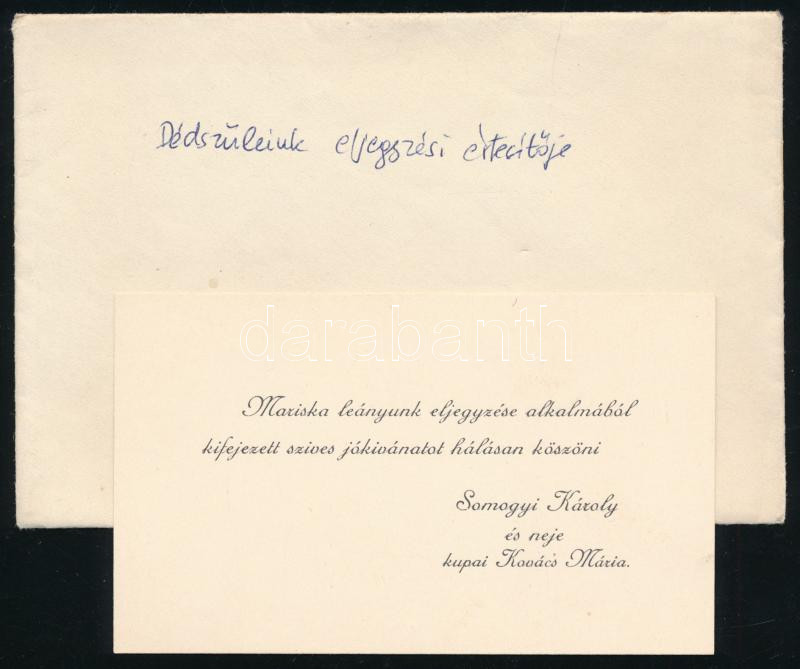 Dédszüleink eljegyzési értesítője
darabanth
Mariska leányunk eljegyzése alkalmából
kifejezett szives jókivánatot hálásan köszöni
Somogyi Károly
és neje
kupai Kovács Mária.